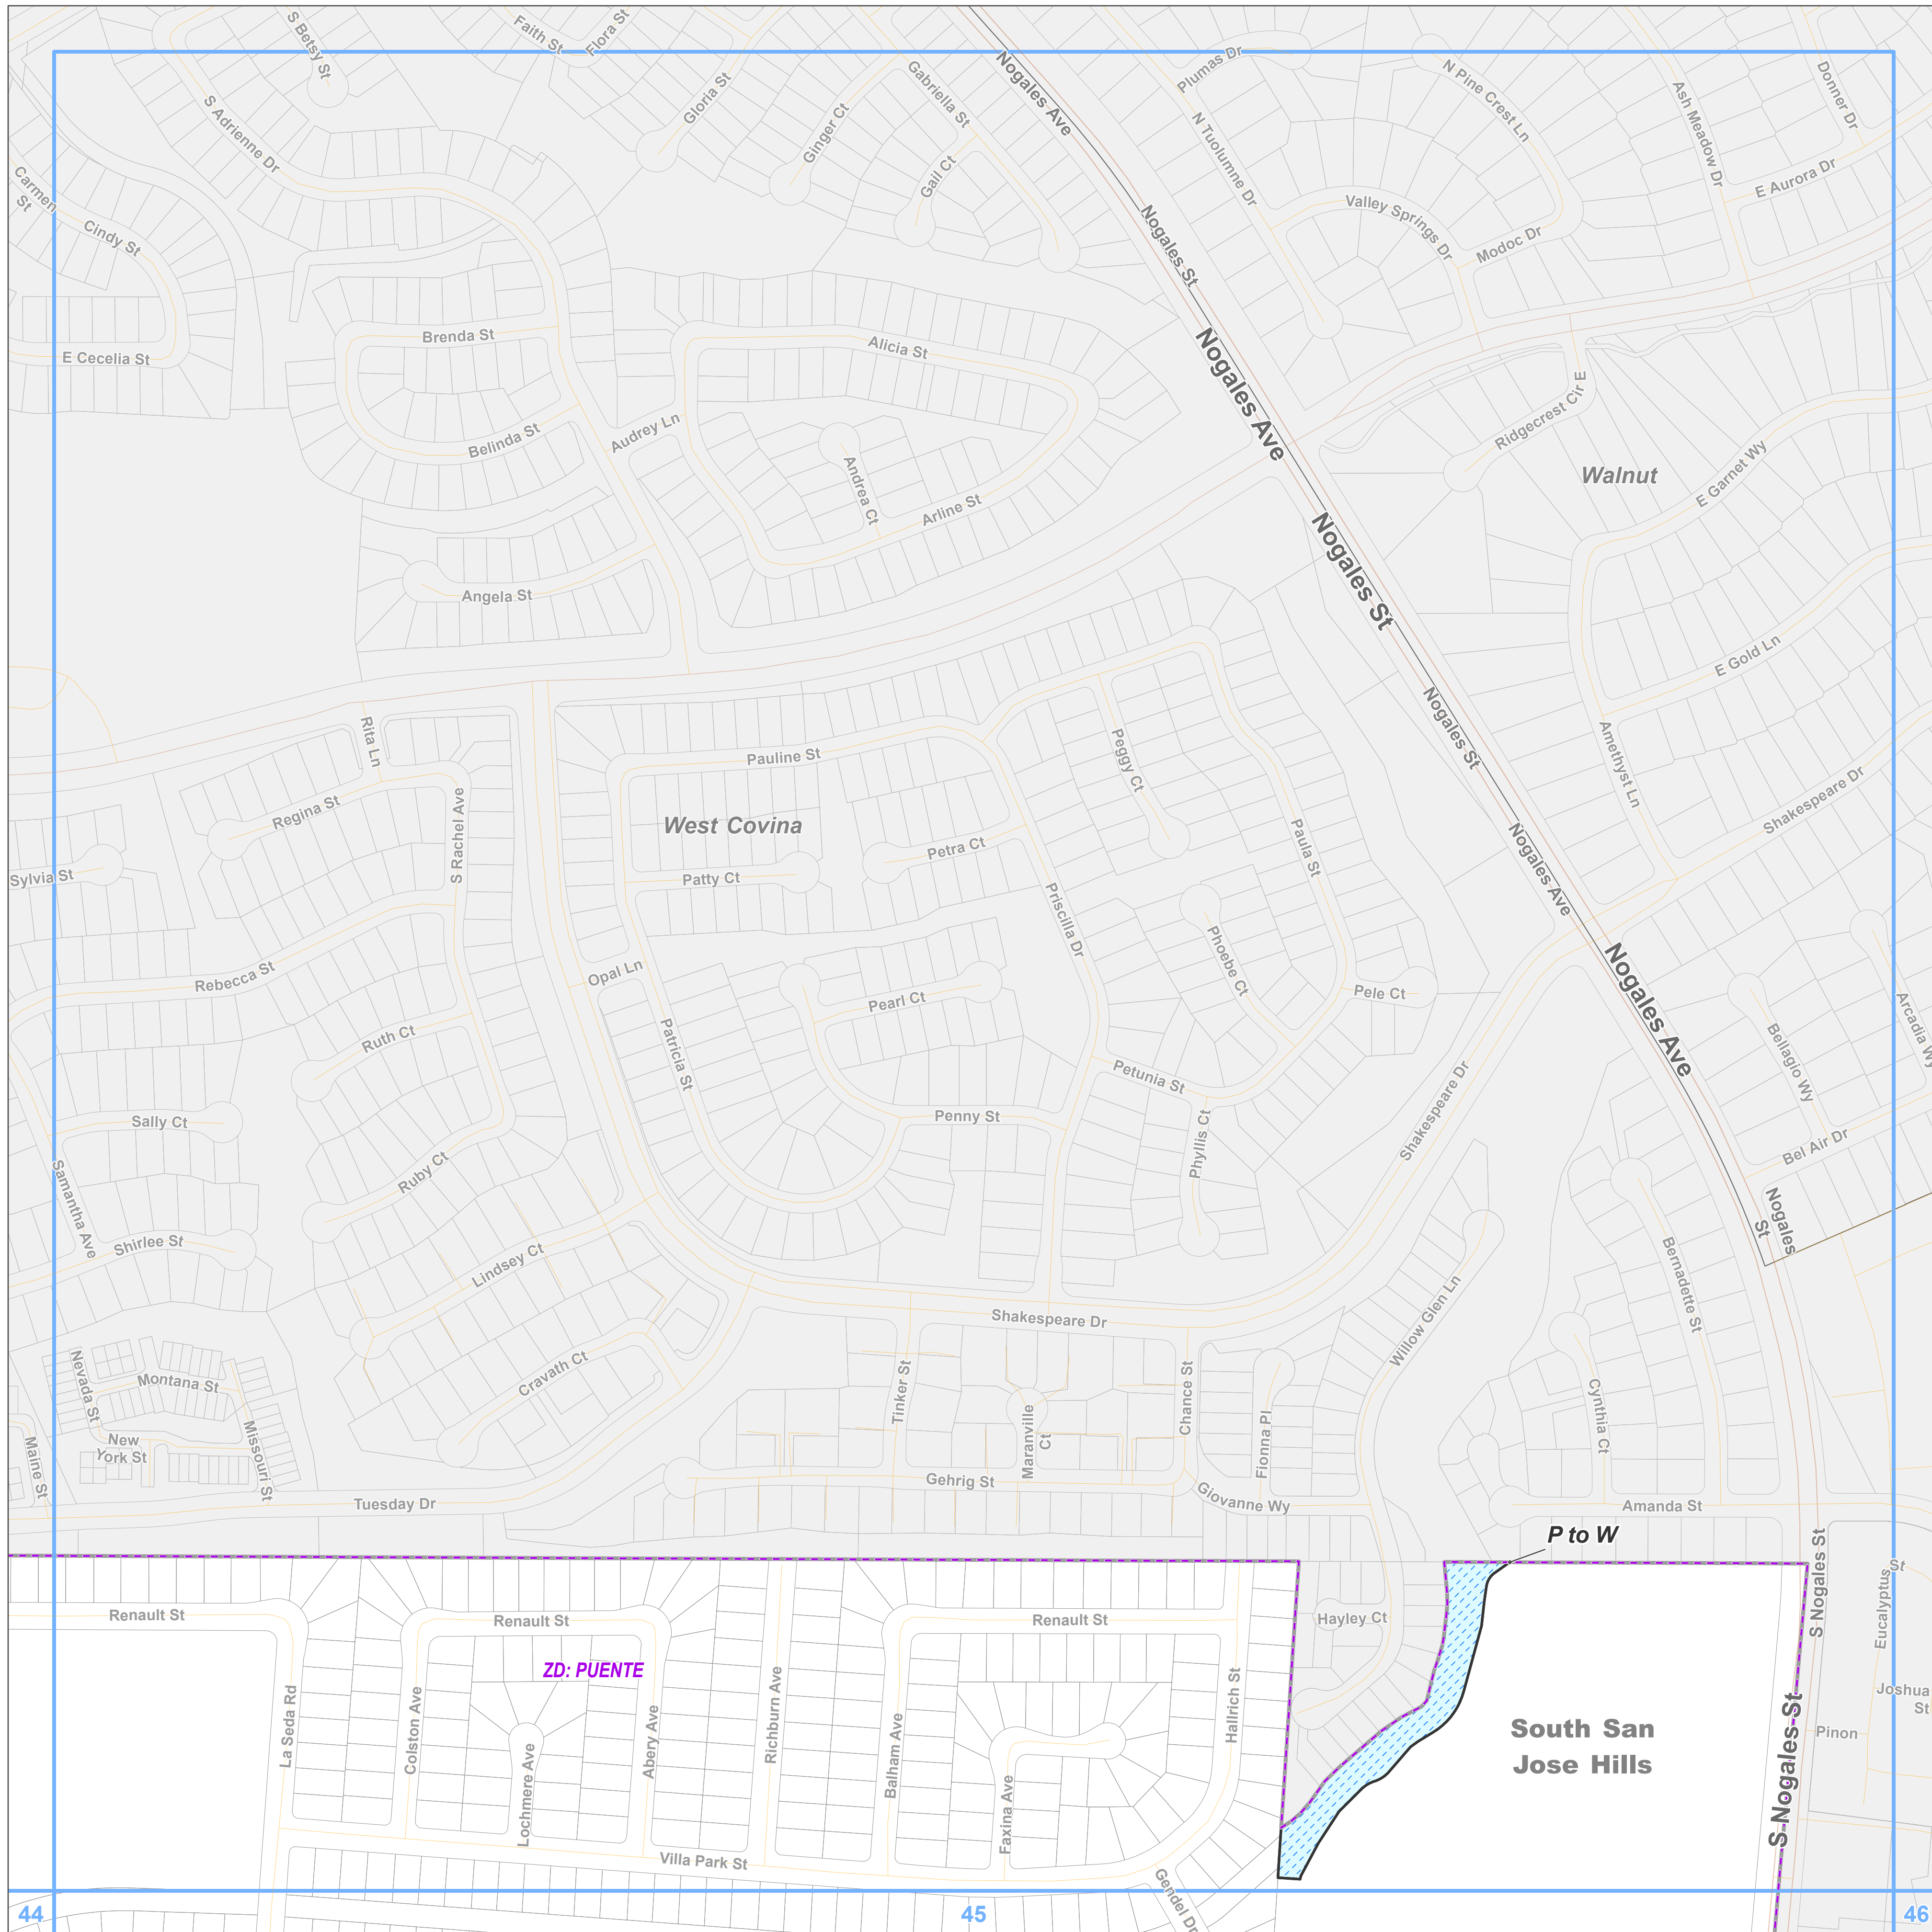 S Betsy St
Faith St
Flora St
Gloria St
Ginger Ct
Gabriella St
Gail Ct
Nogales Ave
Plumas Dr
N Tuolumne Dr
N Pine Crest Ln
Ash Meadow Dr
Donner Dr
E Aurora Dr
Valley Springs Dr
Modoc Dr
S Adrienne Dr
Carmen
St
Cindy St
E Cecelia St
Nogales St
Brenda St
Alicia St
Nogales Ave
Ridgecrest Cir E
Walnut
E Garnet Wy
Belinda St
Audrey Ln
Andrea Ct
Arline St
Nogales St
Angela St
E Gold Ln
Nogales St
Rita Ln
Pauline St
Peggy Ct
Amethyst Ln
Shakespeare Dr
Regina St
S Rachel Ave
West Covina
Petra Ct
Paula St
Nogales Ave
Sylvia St
Patty Ct
Priscilla Dr
Phoebe Ct
Nogales Ave
Rebecca St
Opal Ln
Pearl Ct
Pele Ct
Arcadia Wy
Ruth Ct
Patricia St
Petunia St
Bellagio Wy
Sally Ct
Penny St
Phyllis Ct
Shakespeare Dr
Bel Air Dr
Ruby Ct
Samantha Ave
Shirlee St
Lindsey Ct
Nogales
St
Bernadette St
Shakespeare Dr
Willow Glen Ln
Nevada St
Montana St
Cravath Ct
Tinker St
Maranville
Ct
Chance St
Fionna Pl
Cynthia Ct
Maine St
New
York St
Missouri St
Gehrig St
Giovanne Wy
Tuesday Dr
Amanda St
P to W
S Nogales St
Eucalyptus
St
Renault St
Renault St
Renault St
Hayley Ct
ZD: PUENTE
La Seda Rd
Colston Ave
Lochmere Ave
Abery Ave
Richburn Ave
Balham Ave
Faxina Ave
Hallrich St
South San
Jose Hills
S Nogales St
Joshua
St
Pinon
Villa Park St
Gendel Dr
44
45
46